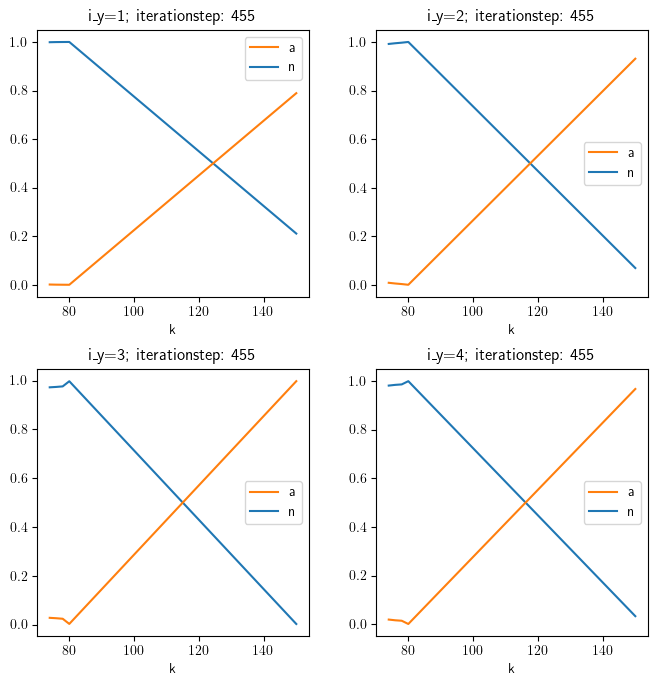 i_y=1; iterationstep: 455
1.0
0.8
0.6
0.4
0.2
0.0
a
n
80 100 120 140
k
i_y=2; iterationstep: 455
1.0
0.8
0.6
0.4
0.2
0.0
a
n
80 100 120 140
k
i_y=3; iterationstep: 455
1.0
0.8
0.6
0.4
0.2
0.0
a
n
80 100 120 140
k
i_y=4; iterationstep: 455
1.0
0.8
0.6
0.4
0.2
0.0
a
n
80 100 120 140
k